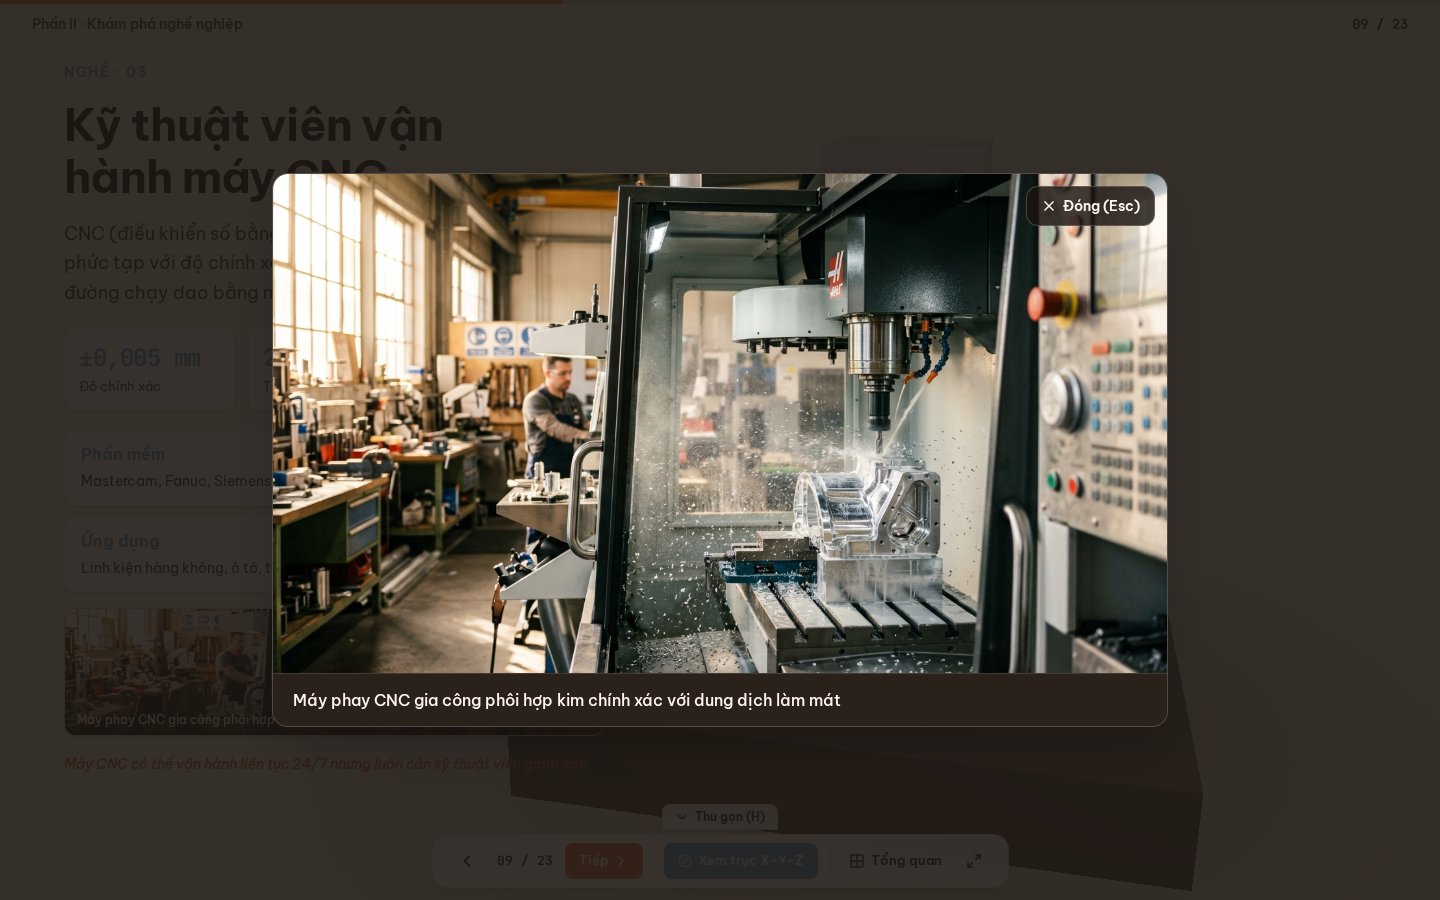 Phần II · Khám phá nghề nghiệp
09 / 23
NGHỀ · 03
Kỹ thuật viên vận
hành máy CNC
CNC (điều khiển số bằng
phức tạp với độ chính
đường chạy dao bằng
±0,005 mm
Độ chính xác
Phần mềm
Mastercam, Fanuc, Siemens
Ứng dụng
Linh kiện hàng không, ô tô,
Máy phay CNC gia công phôi hợp
Đóng (Esc)
Máy phay CNC gia công phôi hợp kim chính xác với dung dịch làm mát
Máy CNC có thể vận hành liên tục 24/7 nhưng luôn cần kỹ thuật viên giám sát!
Thu gọn (H)
09 / 23
Tiếp
Xem trục X-Y-Z
Tổng quan